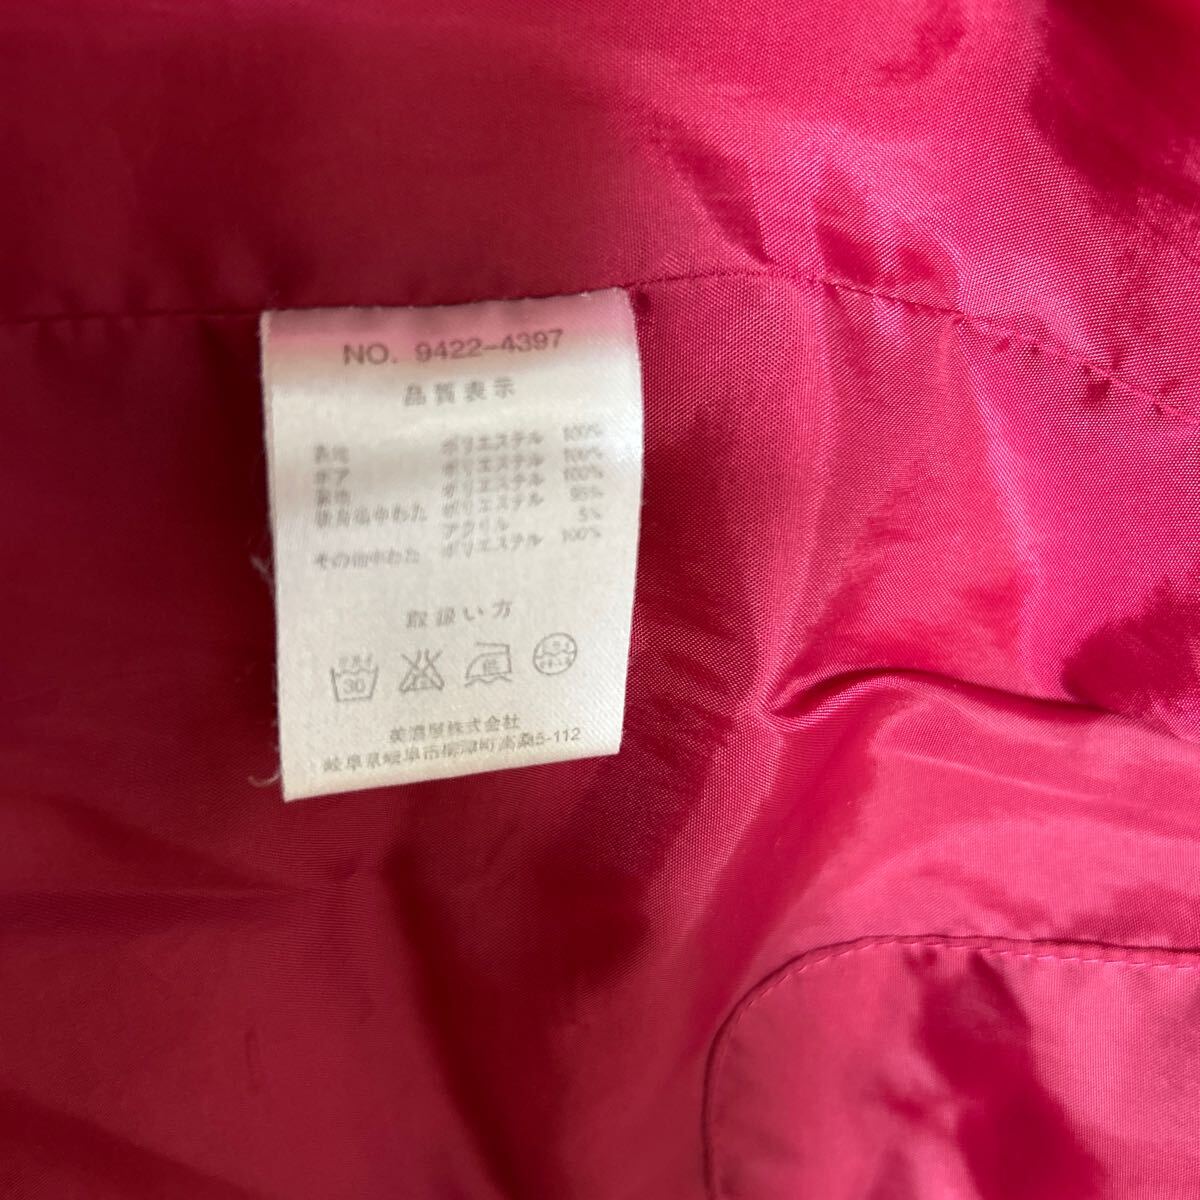 NO. 9422-4397
品質表示
表地 ポリエステル 100%
ボア ポリエステル 100%
裏地 ポリエステル 100%
後身頃中わた ポリエステル 95%
アクリル 5%
その他中わた ポリエステル 100%
取扱い方
30 低
美濃屋株式会社
岐阜県岐阜市柳津町高桑5-112